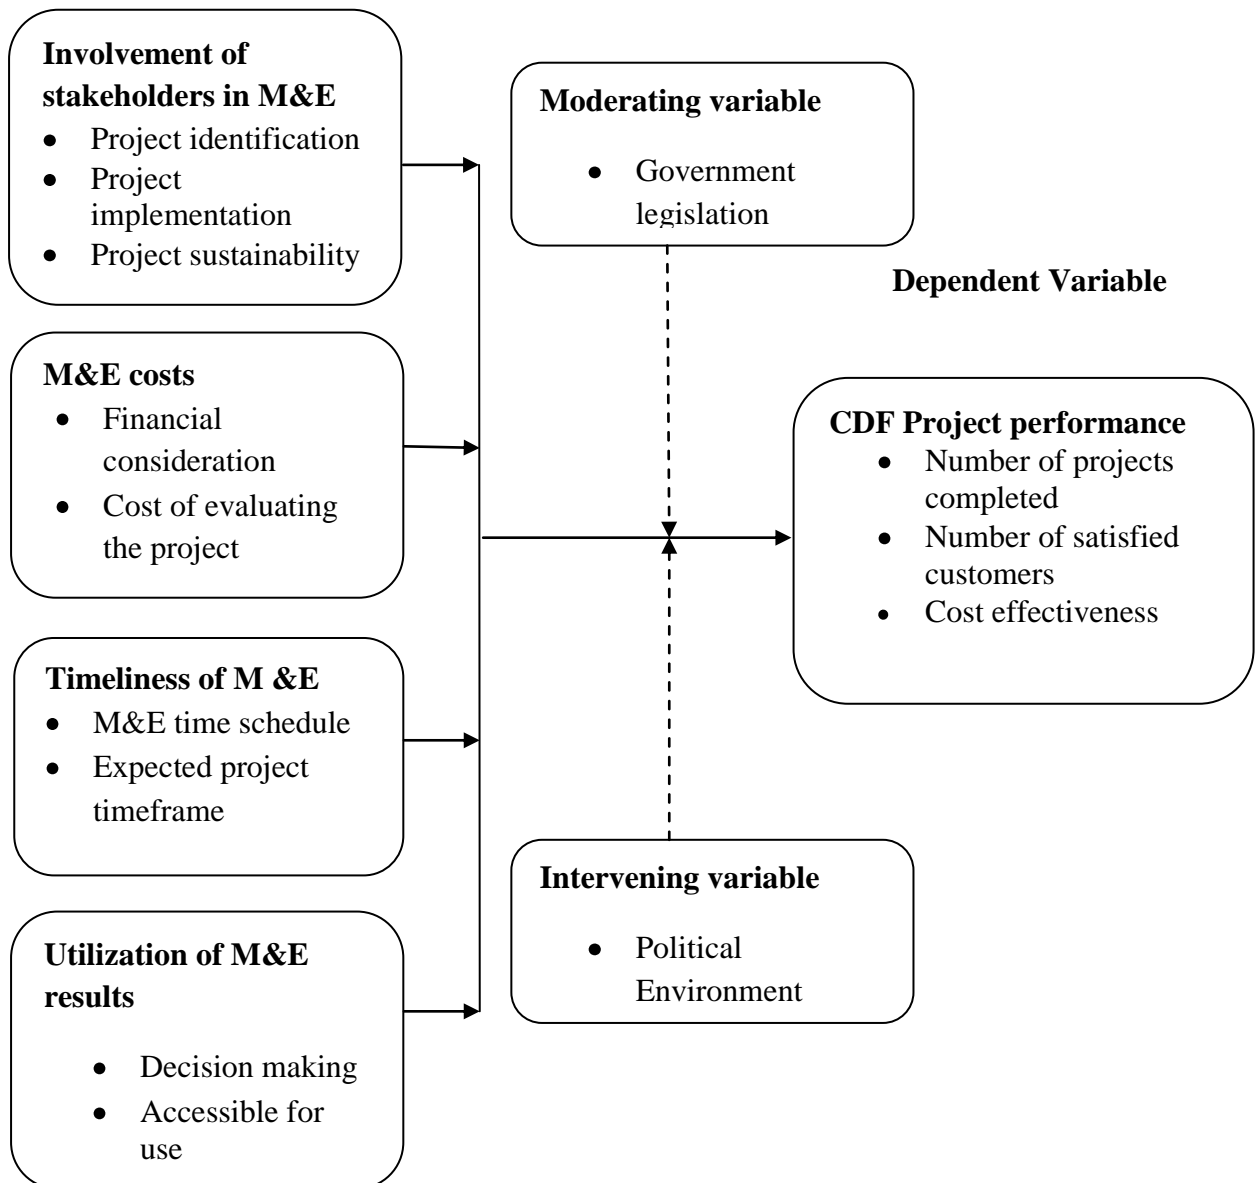 Involvement of
stakeholders in M&E
● Project identification
● Project
implementation
● Project sustainability
M&E costs
● Financial
consideration
● Cost of evaluating
the project
Timeliness of M &E
● M&E time schedule
● Expected project
timeframe
Utilization of M&E
results
● Decision making
● Accessible for
use
Moderating variable
● Government
legislation
Intervening variable
● Political
Environment
Dependent Variable
CDF Project performance
● Number of projects
completed
● Number of satisfied
customers
● Cost effectiveness